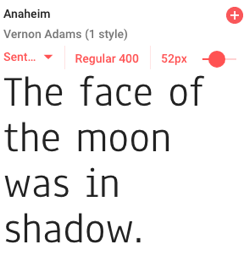 Anaheim
Vernon Adams (1 style)
Sent... Regular 400 52px
The face of
the moon
was in
shadow.